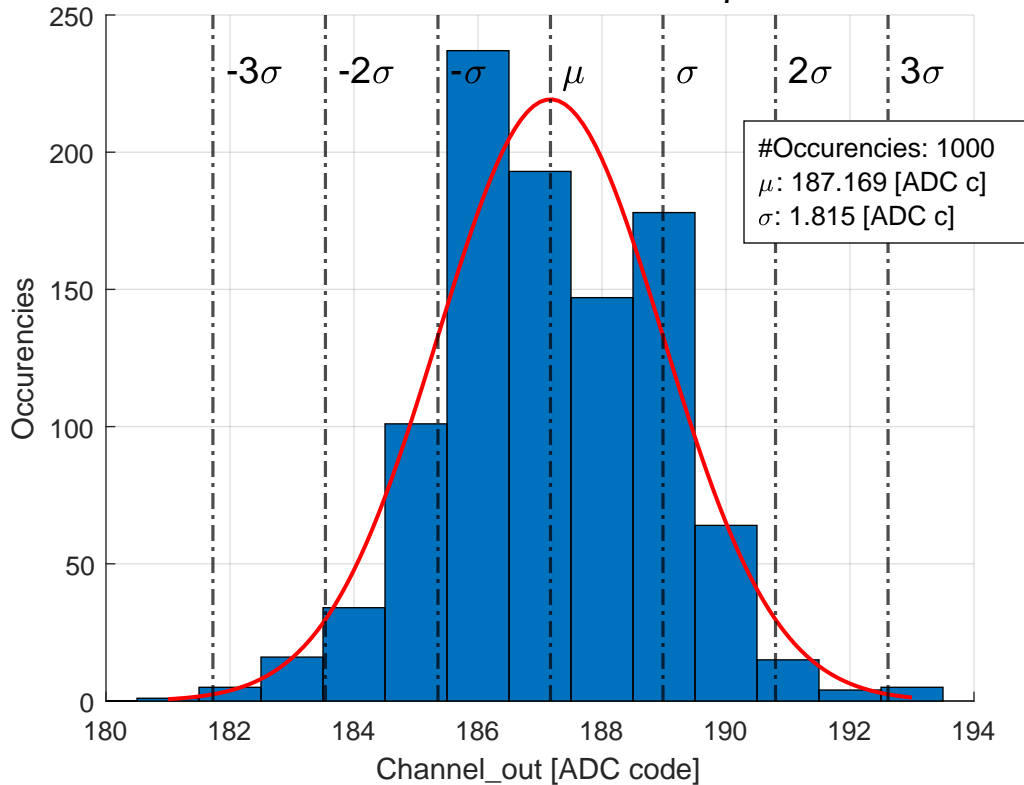 250
200
150
100
50
0
-3σ -2σ -σ μ σ 2σ 3σ
#Occurencies: 1000
μ: 187.169 [ADC c]
σ: 1.815 [ADC c]
Occurencies
180 182 184 186 188 190 192 194
Channel_out [ADC code]